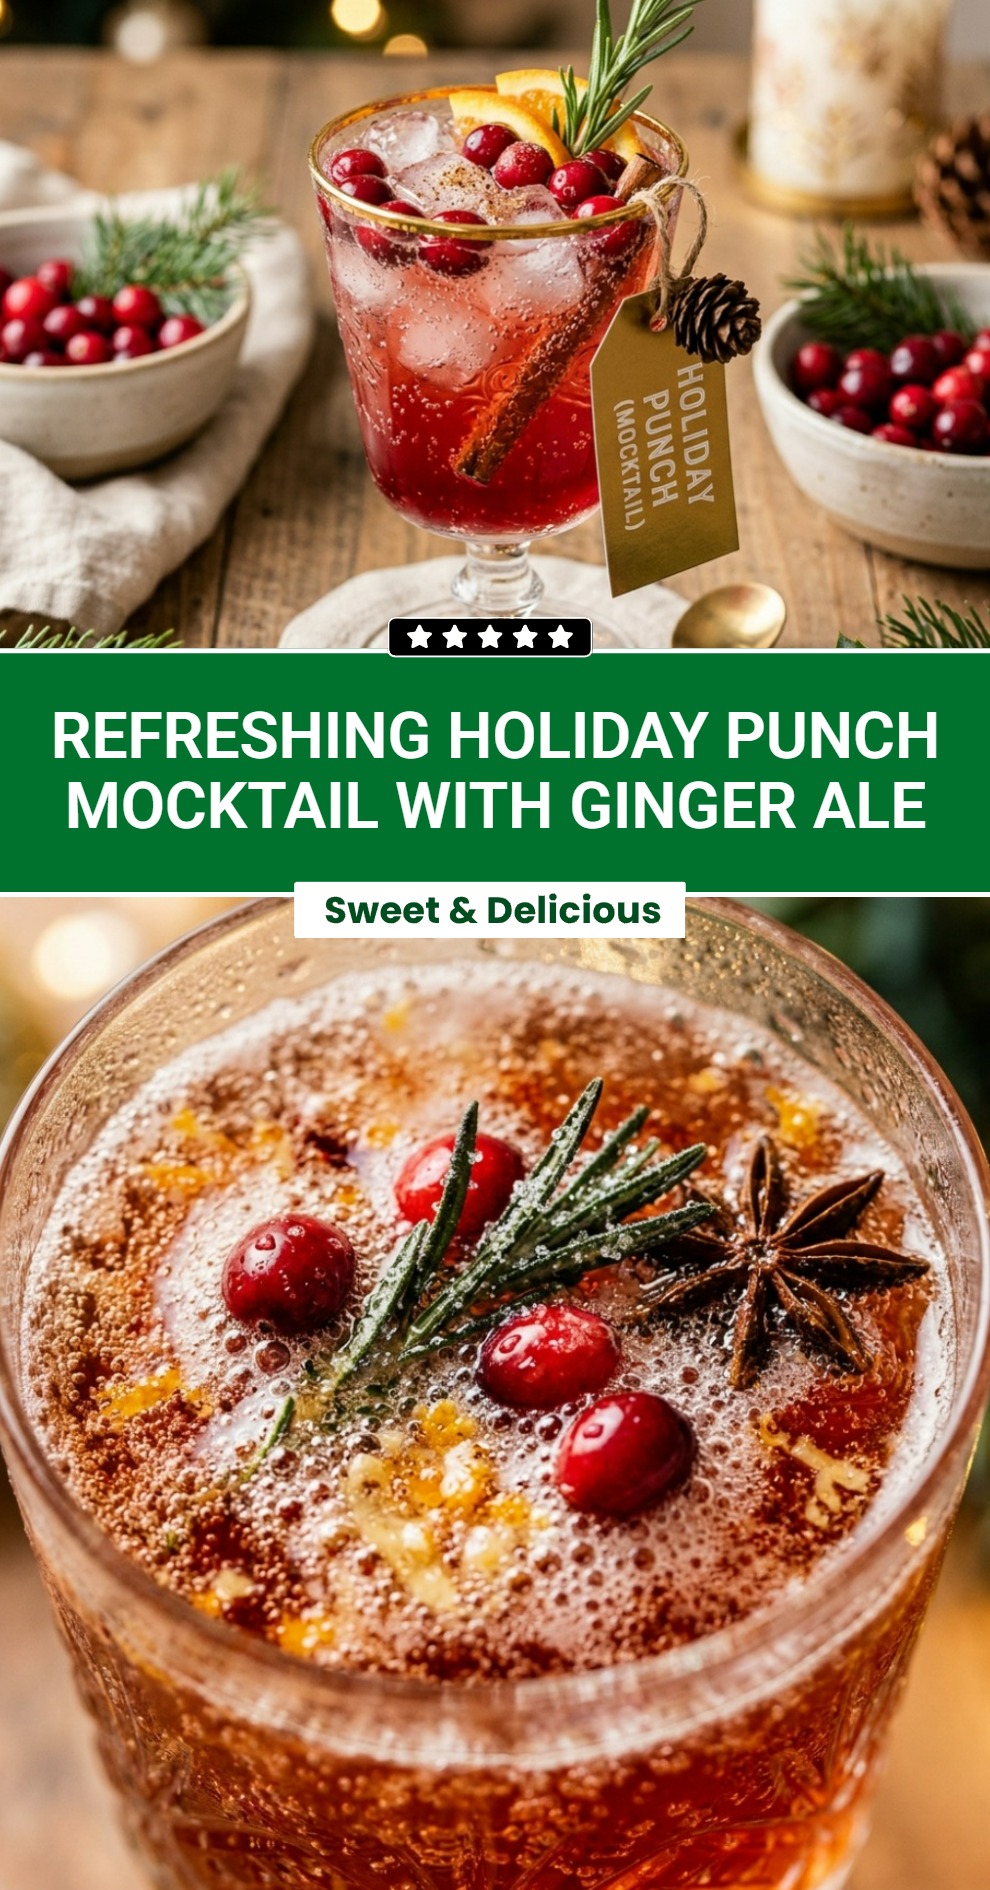 HOLIDAY
PUNCH
(MOCKTAIL)
REFRESHING HOLIDAY PUNCH
MOCKTAIL WITH GINGER ALE
Sweet & Delicious